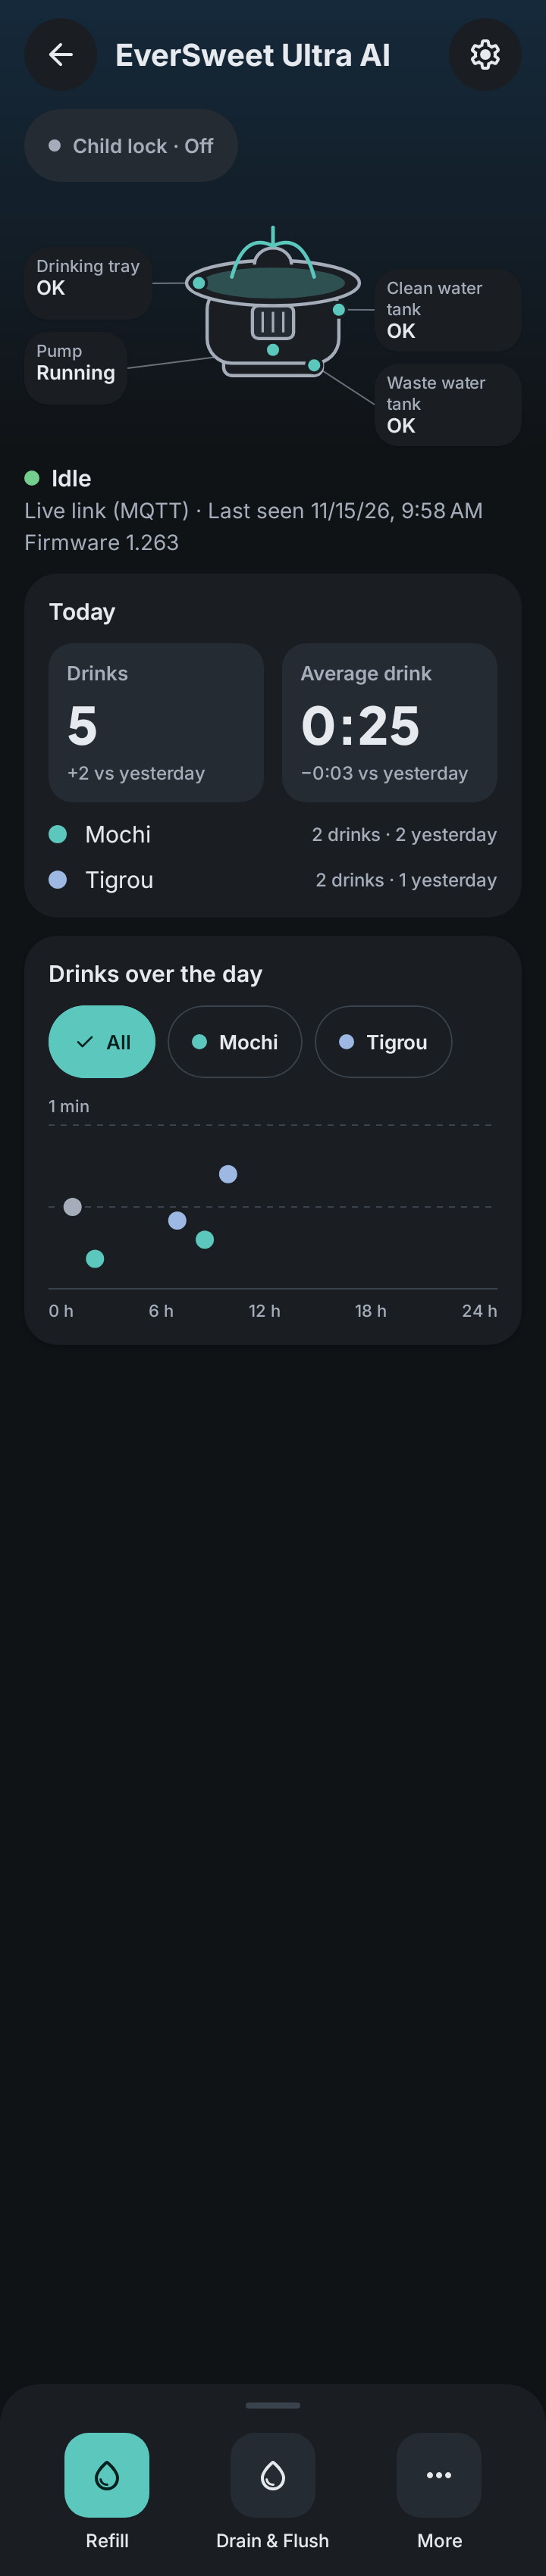 EverSweet Ultra AI
Child lock · Off
Drinking tray
OK
Clean water
tank
OK
Pump
Running
Waste water
tank
OK
Idle
Live link (MQTT) · Last seen 11/15/26, 9:58 AM
Firmware 1.263
Today
Drinks
5
+2 vs yesterday
Average drink
0:25
−0:03 vs yesterday
Mochi
2 drinks · 2 yesterday
Tigrou
2 drinks · 1 yesterday
Drinks over the day
All
Mochi
Tigrou
1 min
0 h
6 h
12 h
18 h
24 h
Refill
Drain & Flush
More